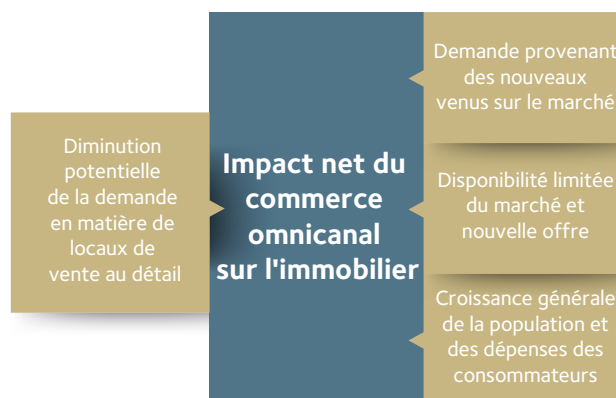 Diminution
potentielle
de la demande
en matière de
locaux de
vente au détail
Impact net du
commerce
omnicanal
sur l'immobilier
Demande provenant
des nouveaux
venus sur le marché
Disponibilité limitée
du marché et
nouvelle offre
Croissance générale
de la population et
des dépenses des
consommateurs